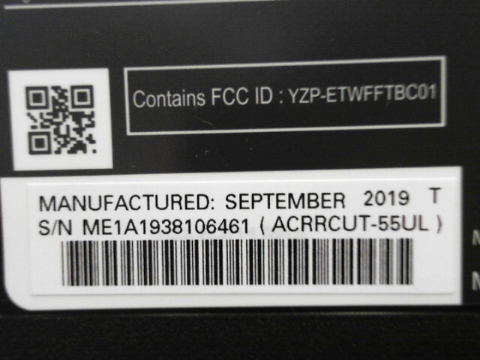 Contains FCC ID : YZP-ETWFFTBC01
MANUFACTURED: SEPTEMBER 2019 T
S/N ME1A1938106461 ( ACRRCUT-55UL )